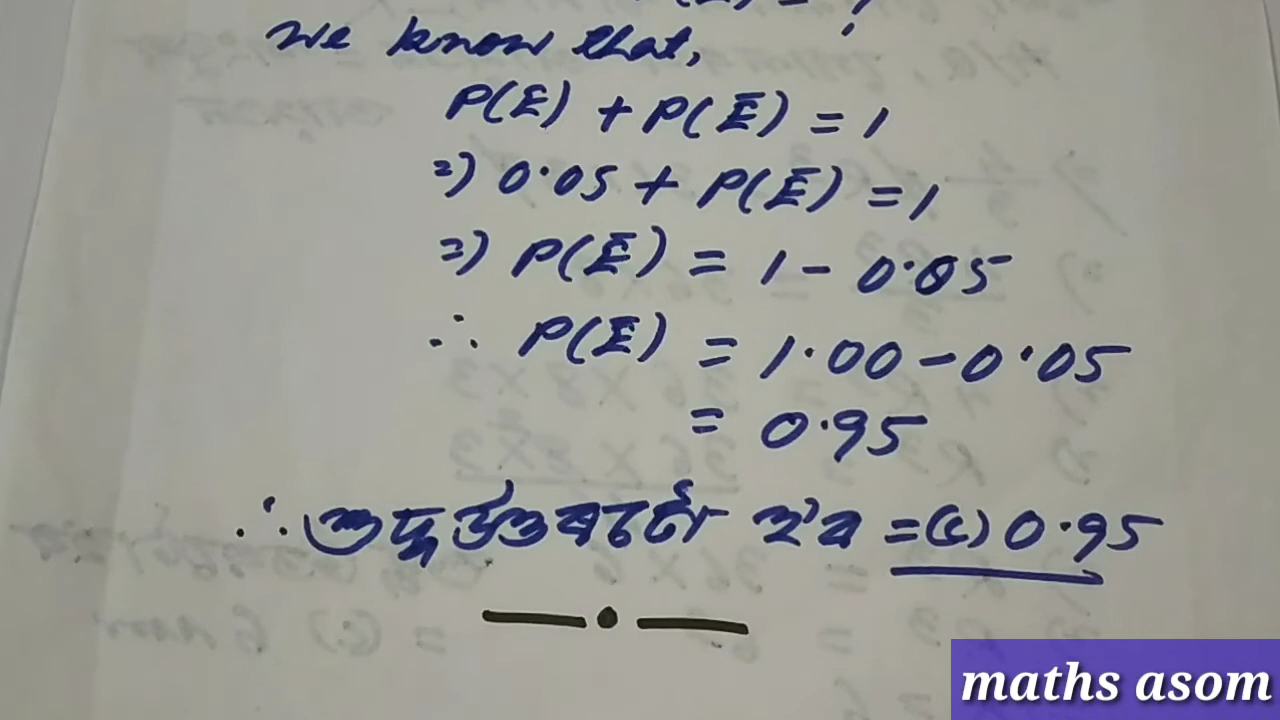 we know that,
P(E) + P(E̅) = 1
⇒) 0.05 + P(E̅) = 1
⇒) P(E̅) = 1 - 0.05
∴ P(E̅) = 1.00 - 0.05
= 0.95
∴ শুদ্ধ উত্তৰটো হ'ব = (c) 0.95
maths asom